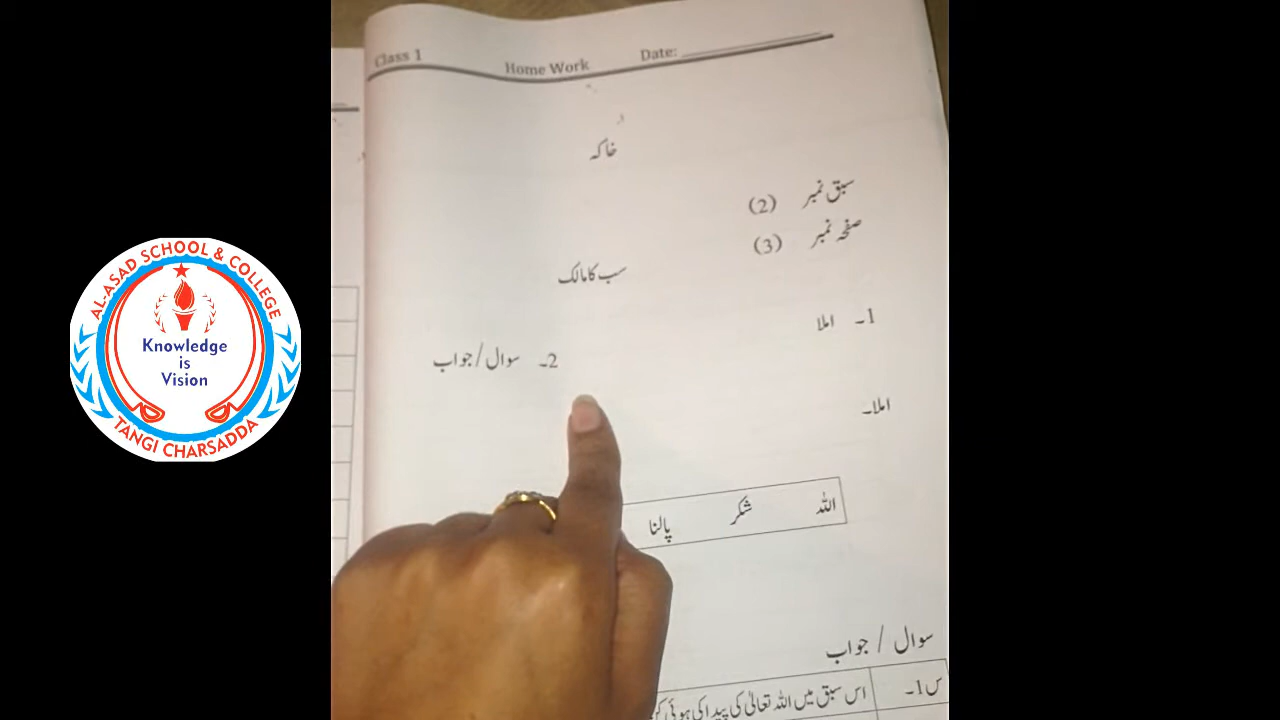 AL-ASAD SCHOOL & COLLEGE
Knowledge
is
Vision
TANGI CHARSADDA
Class 1 Home Work Date:
خاکہ
سبق نمبر (2)
صفحہ نمبر (3)
سب کا مالک
1۔ املا
2۔ سوال / جواب
املا۔
اللہ شکر پالنا
سوال / جواب
س1۔ اس سبق میں اللہ تعالیٰ کی پیدا کی ہوئی